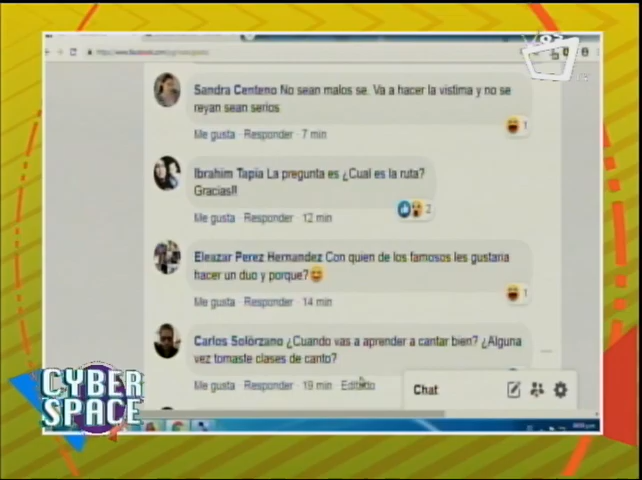 Sandra Centeno No sean malos se. Va a hacer la vistima y no se
reyan sean serios
1
Me gusta · Responder · 7 min
Ibrahim Tapia La pregunta es ¿Cual es la ruta?
Gracias!!
2
Me gusta · Responder · 12 min
Eleazar Perez Hernandez Con quien de los famosos les gustaria
hacer un duo y porque?
1
Me gusta · Responder · 14 min
Carlos Solórzano ¿Cuando vas a aprender a cantar bien? ¿Alguna
vez tomaste clases de canto?
Me gusta · Responder · 19 min · Editado
Chat
CYBER
SPACE